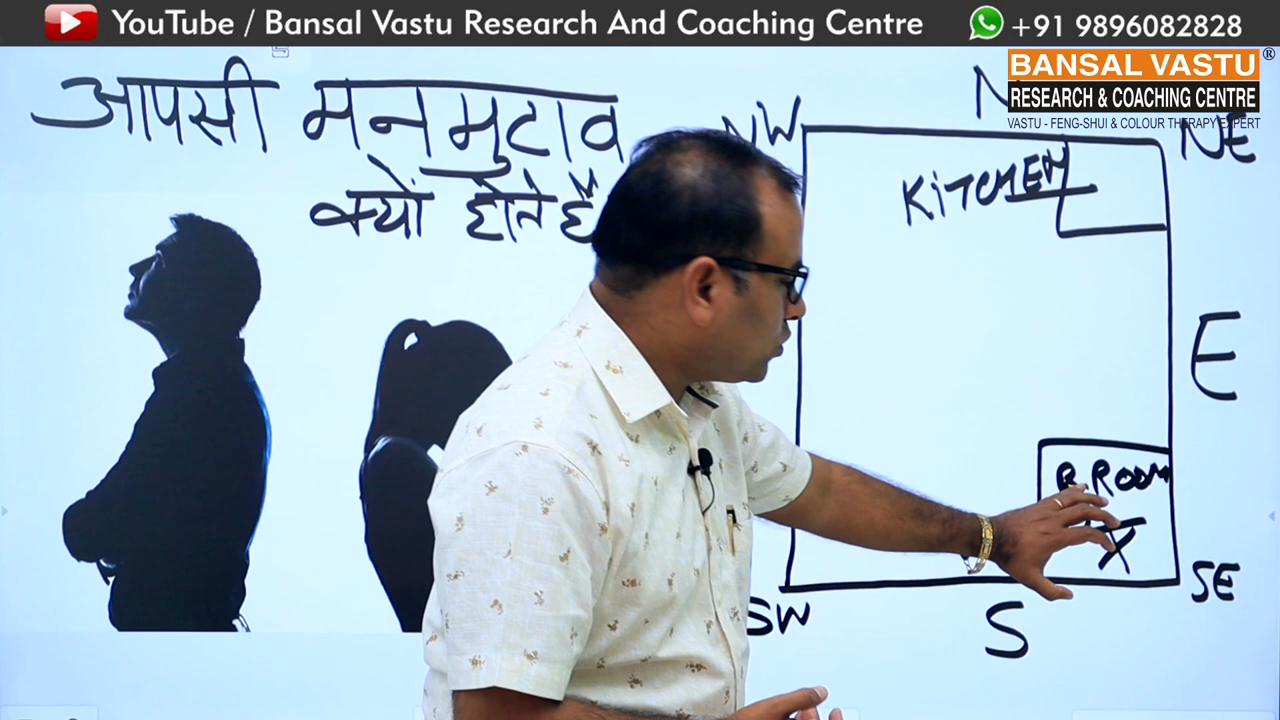 YouTube / Bansal Vastu Research And Coaching Centre
+91 9896082828
BANSAL VASTU ®
RESEARCH & COACHING CENTRE
VASTU - FENG-SHUI & COLOUR THERAPY EXPERT
आपसी मनमुटाव
क्यों होते हैं
NW
N
NE
KITCHEN
E
B ROOM
X
SW
S
SE